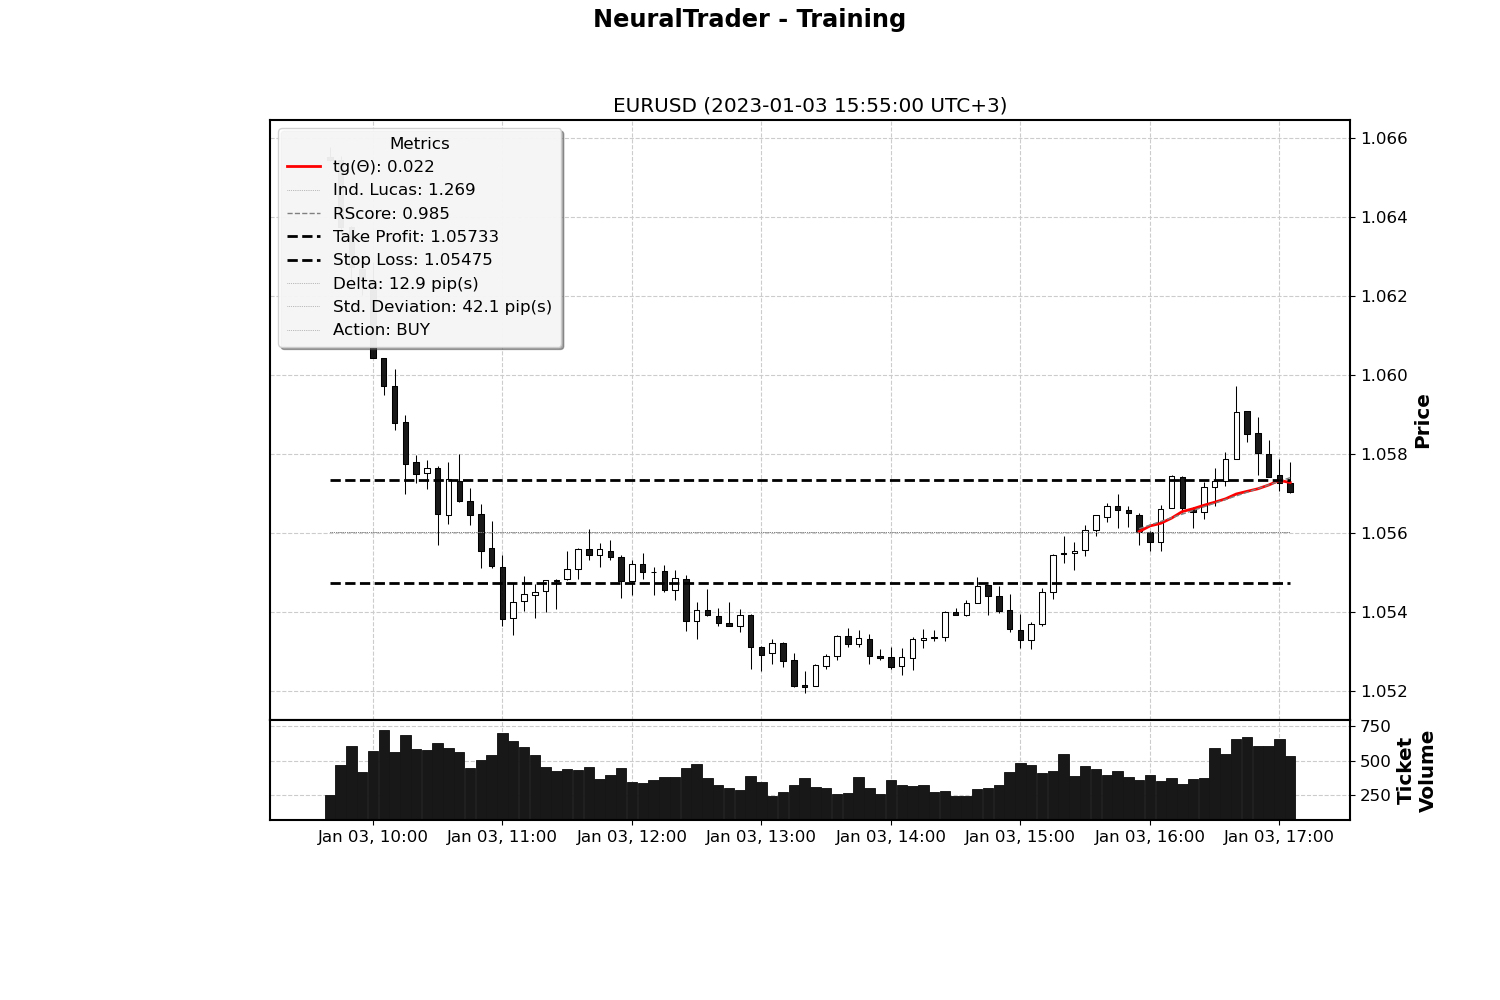 NeuralTrader - Training
EURUSD (2023-01-03 15:55:00 UTC+3)
Metrics
tg(Θ): 0.022
Ind. Lucas: 1.269
RScore: 0.985
Take Profit: 1.05733
Stop Loss: 1.05475
Delta: 12.9 pip(s)
Std. Deviation: 42.1 pip(s)
Action: BUY
1.066
1.064
1.062
1.060
1.058
1.056
1.054
1.052
Price
750
500
250
Ticket
Volume
Jan 03, 10:00
Jan 03, 11:00
Jan 03, 12:00
Jan 03, 13:00
Jan 03, 14:00
Jan 03, 15:00
Jan 03, 16:00
Jan 03, 17:00